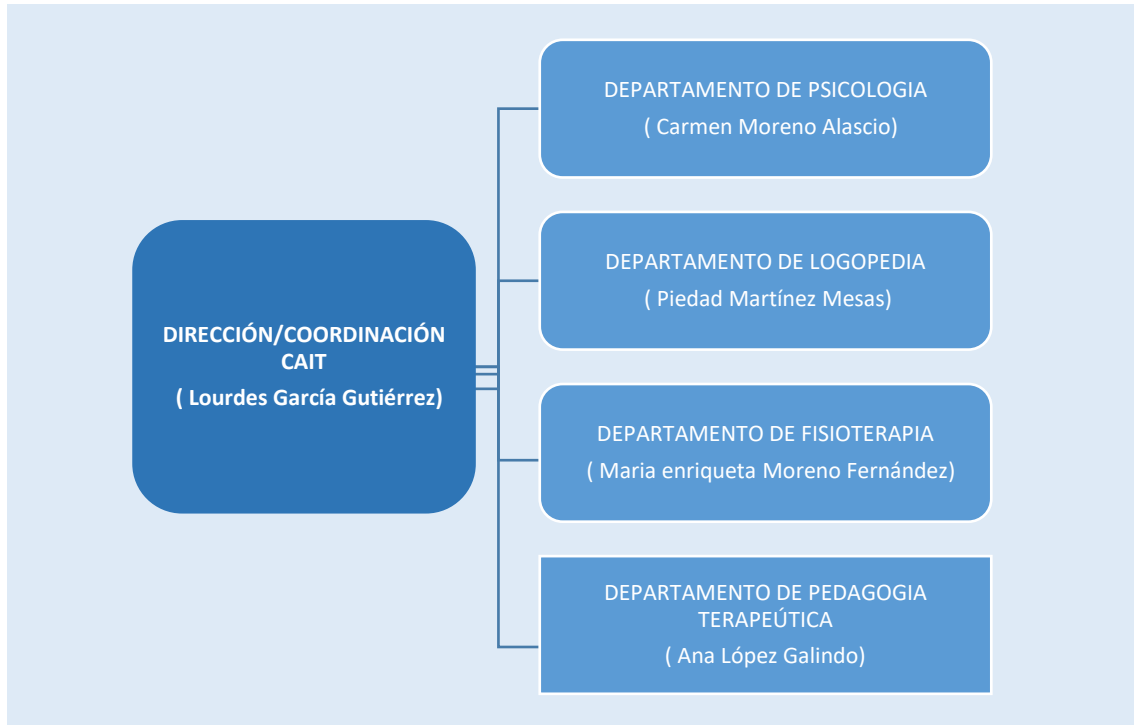 DEPARTAMENTO DE PSICOLOGIA
( Carmen Moreno Alascio)
DEPARTAMENTO DE LOGOPEDIA
( Piedad Martínez Mesas)
DIRECCIÓN/COORDINACIÓN
CAIT
( Lourdes García Gutiérrez)
DEPARTAMENTO DE FISIOTERAPIA
( Maria enriqueta Moreno Fernández)
DEPARTAMENTO DE PEDAGOGIA
TERAPEÚTICA
( Ana López Galindo)